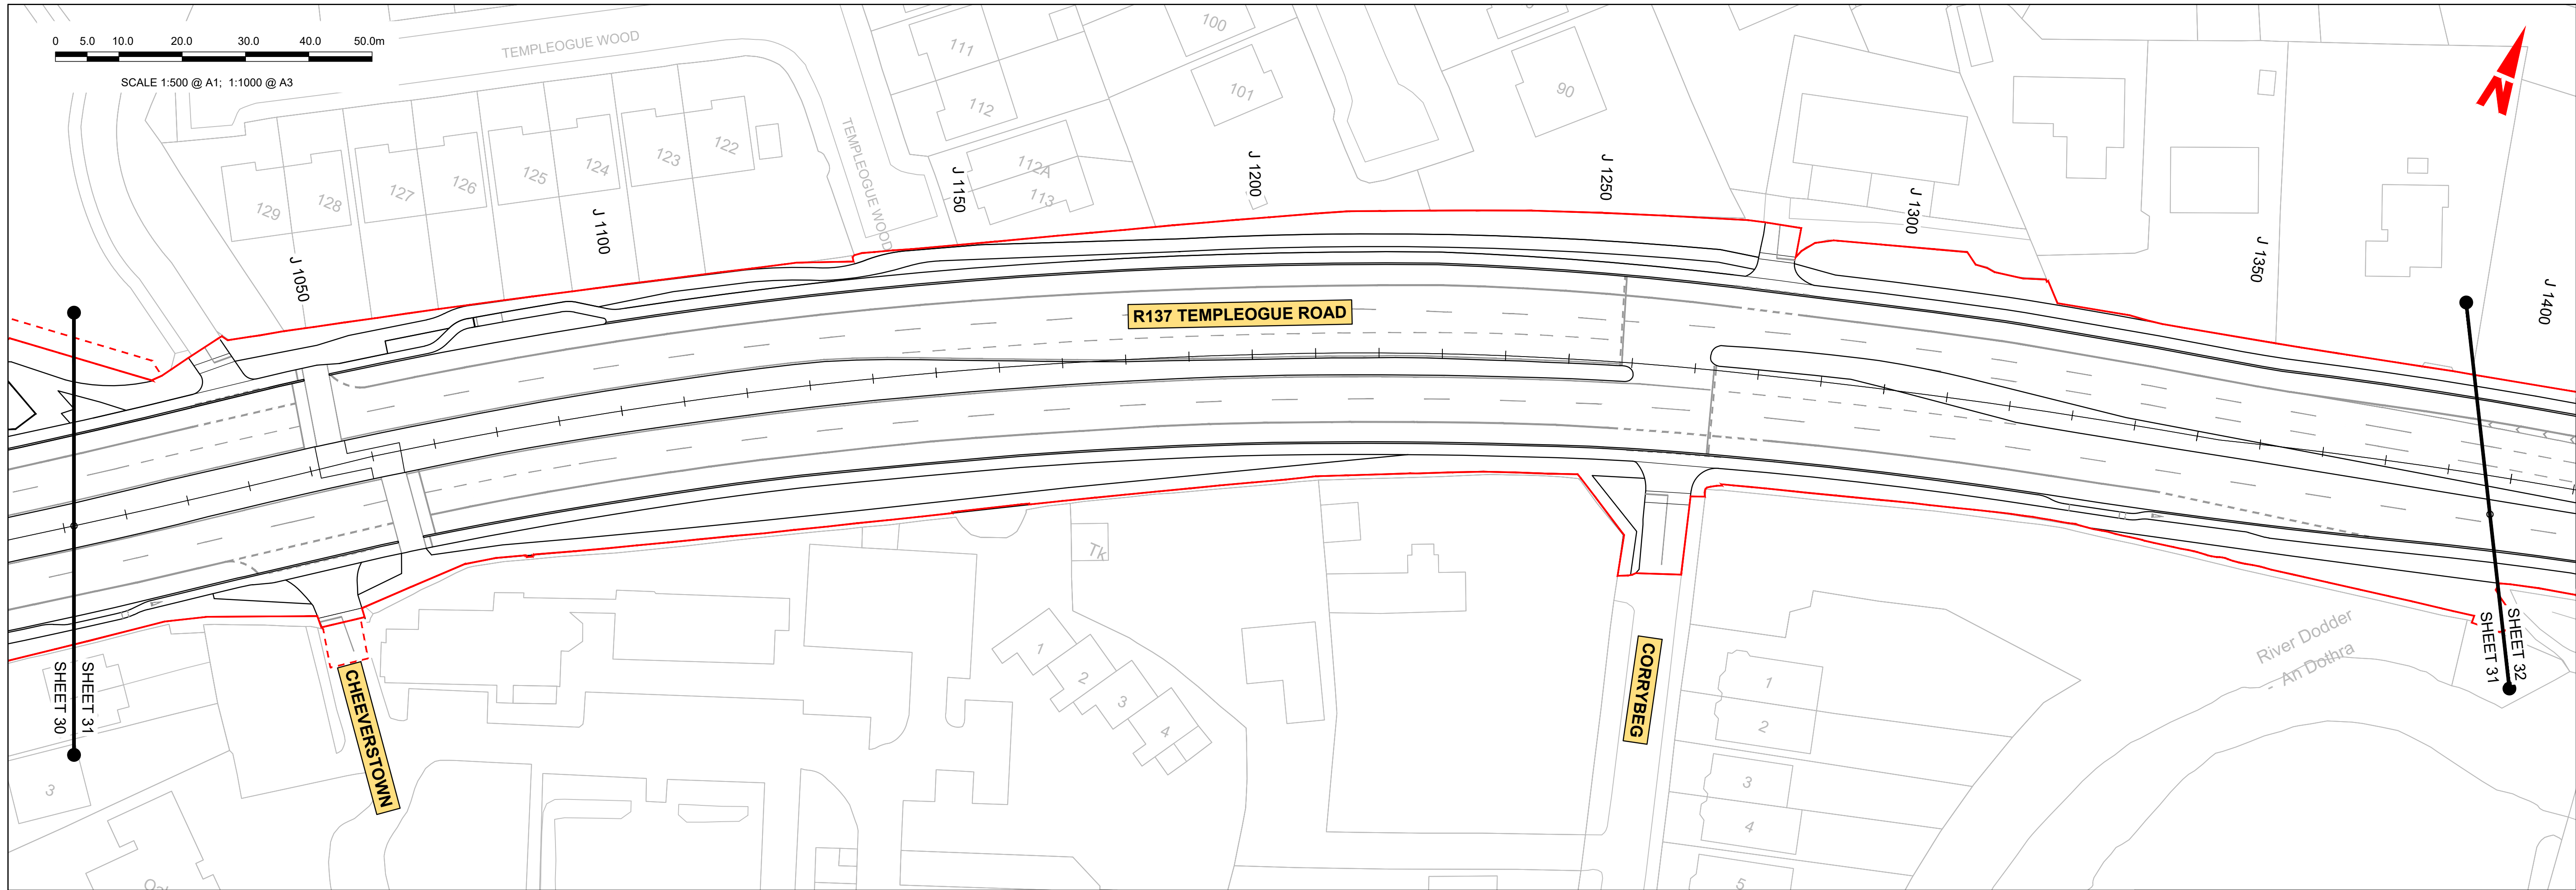 0 5.0 10.0 20.0 30.0 40.0 50.0m
SCALE 1:500 @ A1; 1:1000 @ A3
TEMPLEOGUE WOOD
TEMPLEOGUE WOOD
111
112
100
101
90
112A
113
129
128
127
126
125
124
123
122
J 1050
J 1100
J 1150
J 1200
J 1250
J 1300
J 1350
J 1400
N
R137 TEMPLEOGUE ROAD
SHEET 30
SHEET 31
CHEEVERSTOWN
3
Tk
1
2
3
4
CORRYBEG
1
2
3
4
5
River Dodder
- An Dothra
SHEET 31
SHEET 32